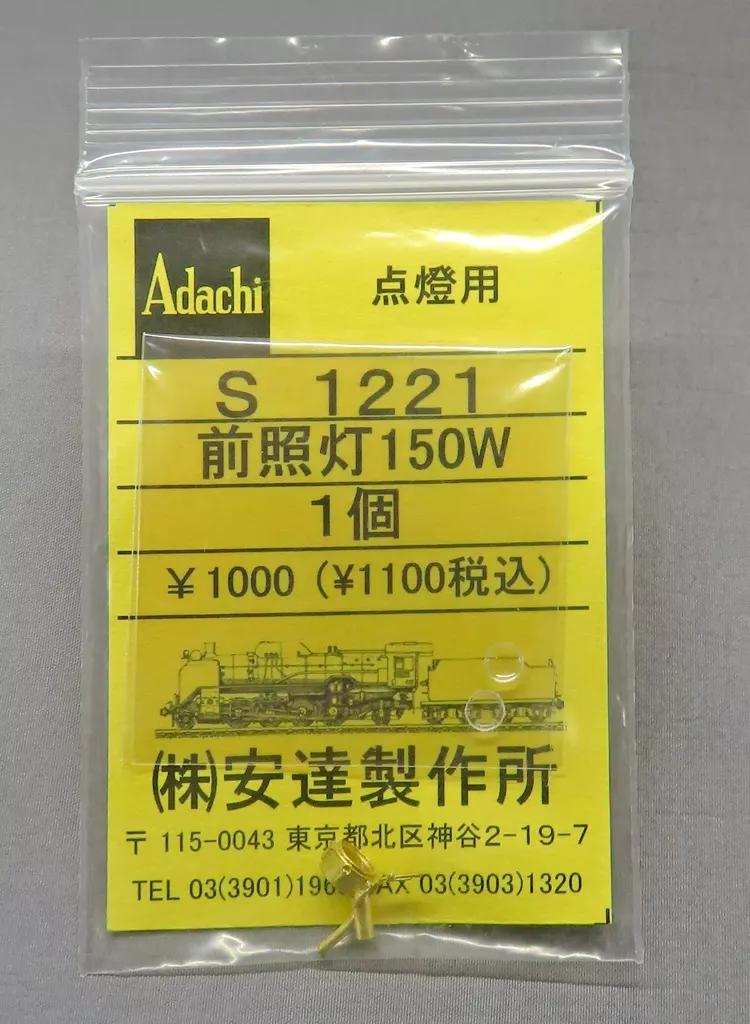 Adachi
点燈用
S 1221
前照灯150W
1個
¥1000（¥1100税込）
㈱安達製作所
〒 115-0043 東京都北区神谷2-19-7
TEL 03(3901)196 FAX 03(3903)1320